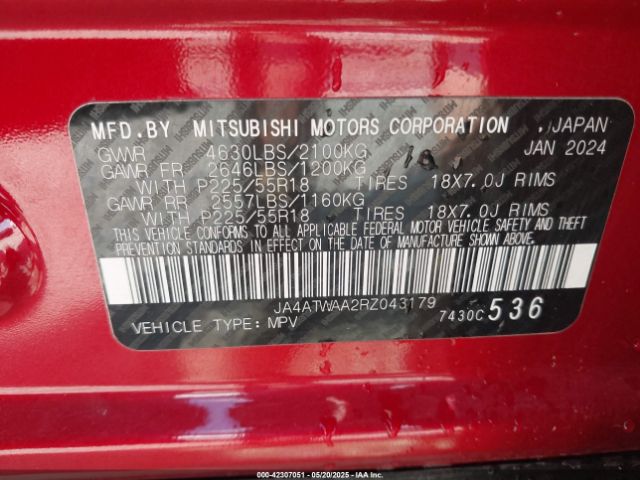 MFD.BY MITSUBISHI MOTORS CORPORATION , JAPAN
GVWR 4630LBS/2100KG JAN 2024
GAWR FR 2646LBS/1200KG
WITH P225/55R18 TIRES 18X7.0J RIMS
GAWR RR 2557LBS/1160KG
WITH P225/55R18 TIRES 18X7.0J RIMS
THIS VEHICLE CONFORMS TO ALL APPLICABLE FEDERAL MOTOR VEHICLE SAFETY AND THEFT
PREVENTION STANDARDS IN EFFECT ON THE DATE OF MANUFACTURE SHOWN ABOVE.
JA4ATWAA2RZ043179 7430C 536
VEHICLE TYPE:MPV
00-42307051 | 05/20/2025 | IAA Inc.